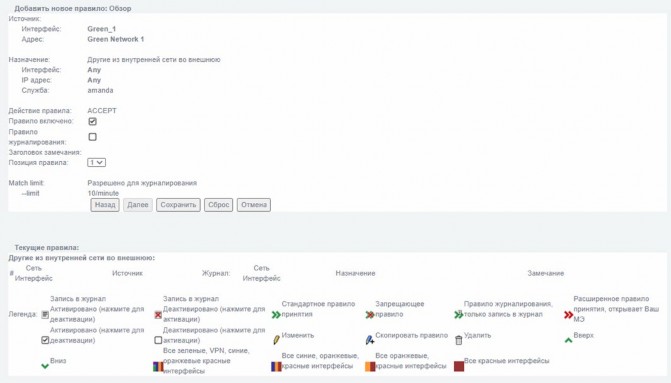 Добавить новое правило: Обзор
Источник:
Интерфейс: Green_1
Адрес: Green Network 1
Назначение: Другие из внутренней сети во внешнюю
Интерфейс: Any
IP адрес: Any
Служба: amanda
Действие правила: ACCEPT
Правило включено:
Правило журналирования:
Заголовок замечания:
Позиция правила: 1
Match limit: Разрешено для журналирования
--limit 10/minute
Назад Далее Сохранить Сброс Отмена
Текущие правила:
Другие из внутренней сети во внешнюю:
# Сеть Интерфейс Источник Журнал: Сеть Интерфейс Назначение Замечание
Легенда: Запись в журнал Активировано (нажмите для деактивации) Запись в журнал Деактивировано (нажмите для активации) Стандартное правило принятия Запрещающее правило Правило журналирования, только запись в журнал Расширенное правило принятия, открывает Ваш МЭ
Активировано (нажмите для деактивации) Деактивировано (нажмите для активации) Изменить Скопировать правило Удалить Вверх
Вниз Все зеленые, VPN, синие, оранжевые, красные интерфейсы Все синие, оранжевые, красные интерфейсы Все оранжевые, красные интерфейсы Все красные интерфейсы